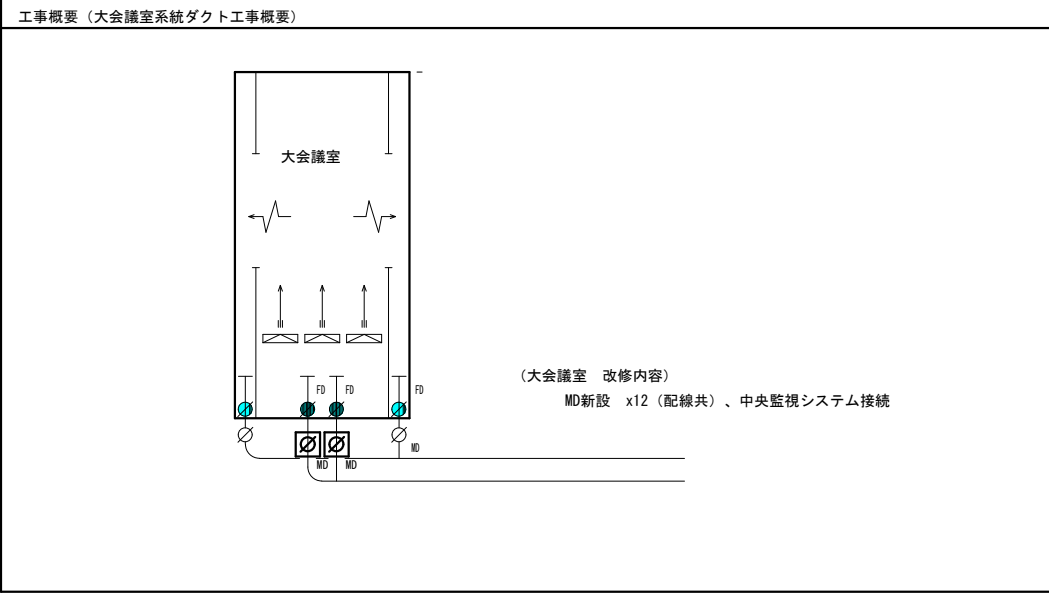 工事概要（大会議室系統ダクト工事概要）
大会議室
FD
FD
FD
（大会議室　改修内容）
MD新設　x12（配線共）、中央監視システム接続
MD
MD
MD